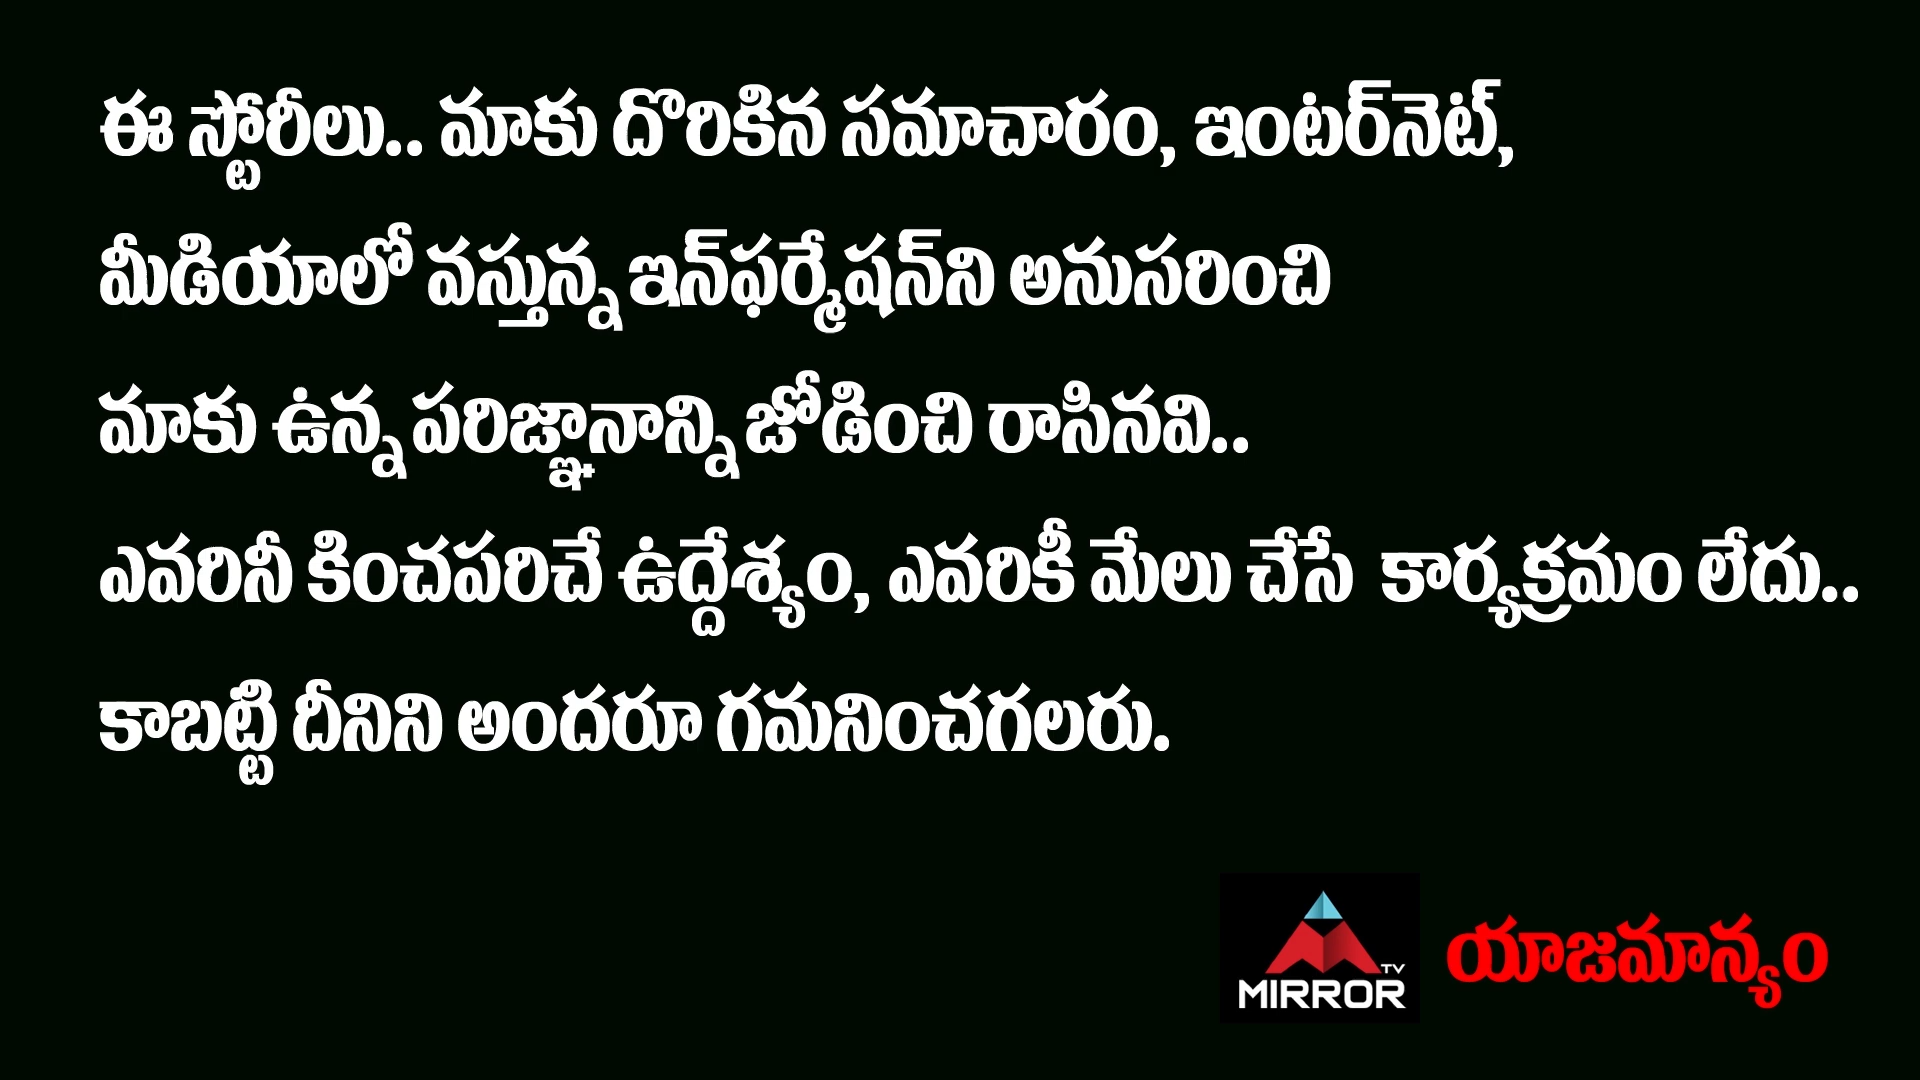 ఈ స్టోరీలు.. మాకు దొరికిన సమాచారం, ఇంటర్‌నెట్,
మీడియాలో వస్తున్న ఇన్‌ఫర్మేషన్‌ని అనుసరించి
మాకు ఉన్న పరిజ్ఞానాన్ని జోడించి రాసినవి..
ఎవరినీ కించపరిచే ఉద్దేశ్యం, ఎవరికీ మేలు చేసే కార్యక్రమం లేదు..
కాబట్టి దీనిని అందరూ గమనించగలరు.
TV
MIRROR
యాజమాన్యం